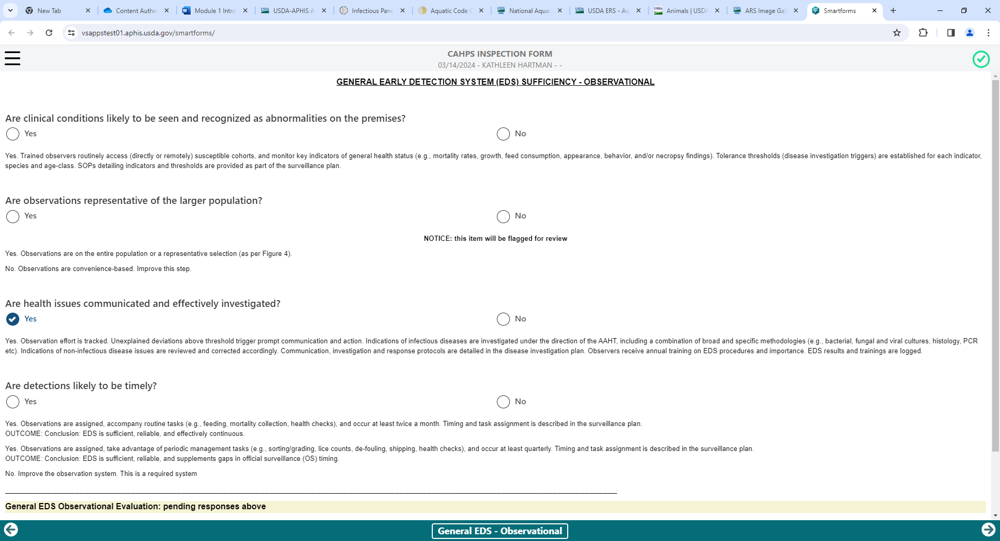 New Tab
Content Autho
Module 1 Intro
USDA-APHIS A
Infectious Panc
Aquatic Code
National Aquac
USDA ERS - Aq
Animals | USDA
ARS Image Gal
Smartforms
vsappstest01.aphis.usda.gov/smartforms/
CAHPS INSPECTION FORM
03/14/2024 - KATHLEEN HARTMAN - -
GENERAL EARLY DETECTION SYSTEM (EDS) SUFFICIENCY - OBSERVATIONAL
Are clinical conditions likely to be seen and recognized as abnormalities on the premises?
Yes No
Yes. Trained observers routinely access (directly or remotely) susceptible cohorts, and monitor key indicators of general health status (e.g., mortality rates, growth, feed consumption, appearance, behavior, and/or necropsy findings). Tolerance thresholds (disease investigation triggers) are established for each indicator,
species and age-class. SOPs detailing indicators and thresholds are provided as part of the surveillance plan.
Are observations representative of the larger population?
Yes No
NOTICE: this item will be flagged for review
Yes. Observations are on the entire population or a representative selection (as per Figure 4).
No. Observations are convenience-based. Improve this step.
Are health issues communicated and effectively investigated?
Yes No
Yes. Observation effort is tracked. Unexplained deviations above threshold trigger prompt communication and action. Indications of infectious diseases are investigated under the direction of the AAHT, including a combination of broad and specific methodologies (e.g., bacterial, fungal and viral cultures, histology, PCR
etc). Indications of non-infectious disease issues are reviewed and corrected accordingly. Communication, investigation and response protocols are detailed in the disease investigation plan. Observers receive annual training on EDS procedures and importance. EDS results and trainings are logged.
Are detections likely to be timely?
Yes No
Yes. Observations are assigned, accompany routine tasks (e.g., feeding, mortality collection, health checks), and occur at least twice a month. Timing and task assignment is described in the surveillance plan.
OUTCOME: Conclusion: EDS is sufficient, reliable, and effectively continuous.
Yes. Observations are assigned, take advantage of periodic management tasks (e.g., sorting/grading, lice counts, de-fouling, shipping, health checks), and occur at least quarterly. Timing and task assignment is described in the surveillance plan.
OUTCOME: Conclusion: EDS is sufficient, reliable, and supplements gaps in official surveillance (OS) timing.
No. Improve the observation system. This is a required system
General EDS Observational Evaluation: pending responses above
General EDS - Observational